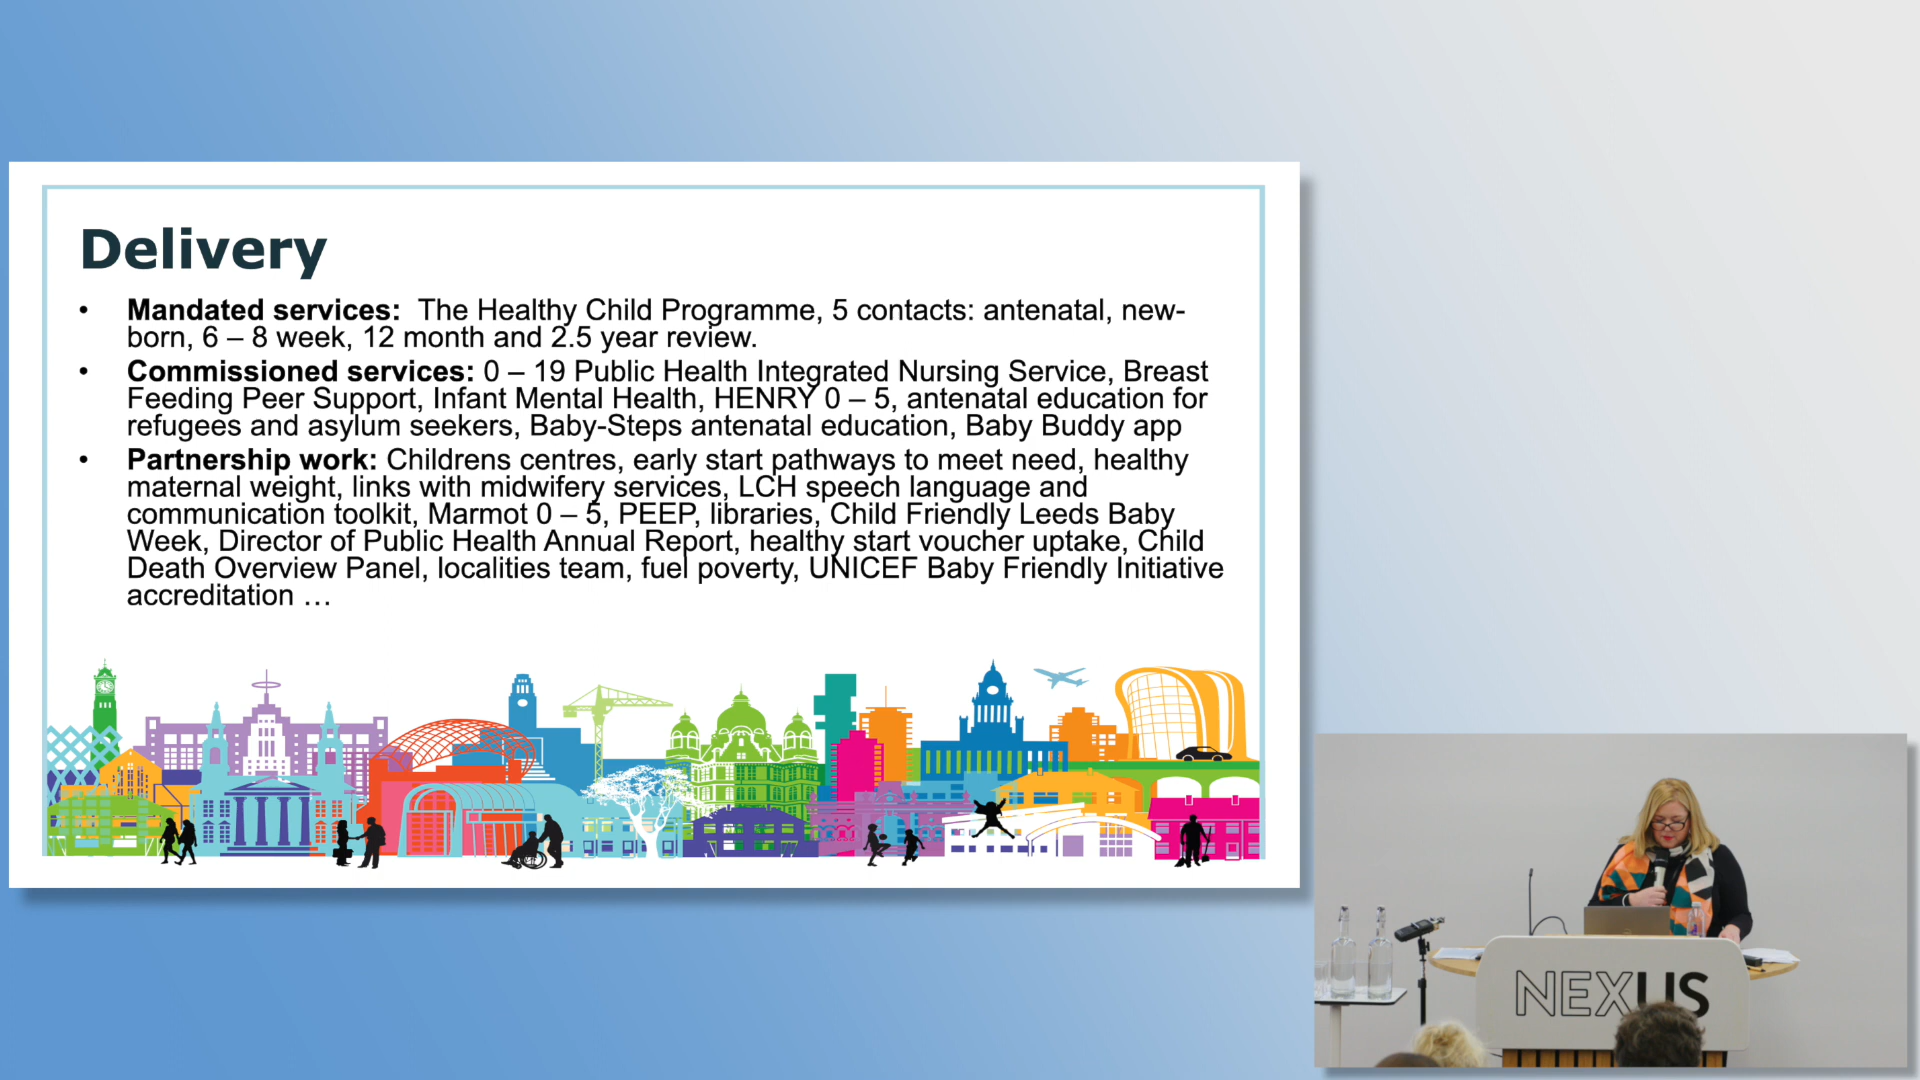 Delivery
• Mandated services: The Healthy Child Programme, 5 contacts: antenatal, new-
born, 6 – 8 week, 12 month and 2.5 year review.
• Commissioned services: 0 – 19 Public Health Integrated Nursing Service, Breast
Feeding Peer Support, Infant Mental Health, HENRY 0 – 5, antenatal education for
refugees and asylum seekers, Baby-Steps antenatal education, Baby Buddy app
• Partnership work: Childrens centres, early start pathways to meet need, healthy
maternal weight, links with midwifery services, LCH speech language and
communication toolkit, Marmot 0 – 5, PEEP, libraries, Child Friendly Leeds Baby
Week, Director of Public Health Annual Report, healthy start voucher uptake, Child
Death Overview Panel, localities team, fuel poverty, UNICEF Baby Friendly Initiative
accreditation …
NEXUS